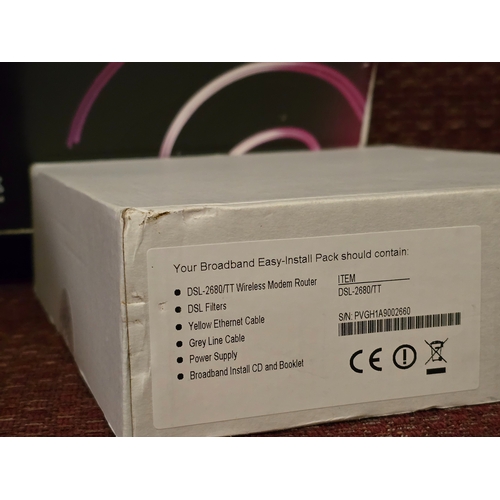 Your Broadband Easy-Install Pack should contain:
DSL-2680/TT Wireless Modem Router
DSL Filters
Yellow Ethernet Cable
Grey Line Cable
Power Supply
Broadband Install CD and Booklet
ITEM
DSL-2680/TT
S/N: PVGH1A9002660
CE